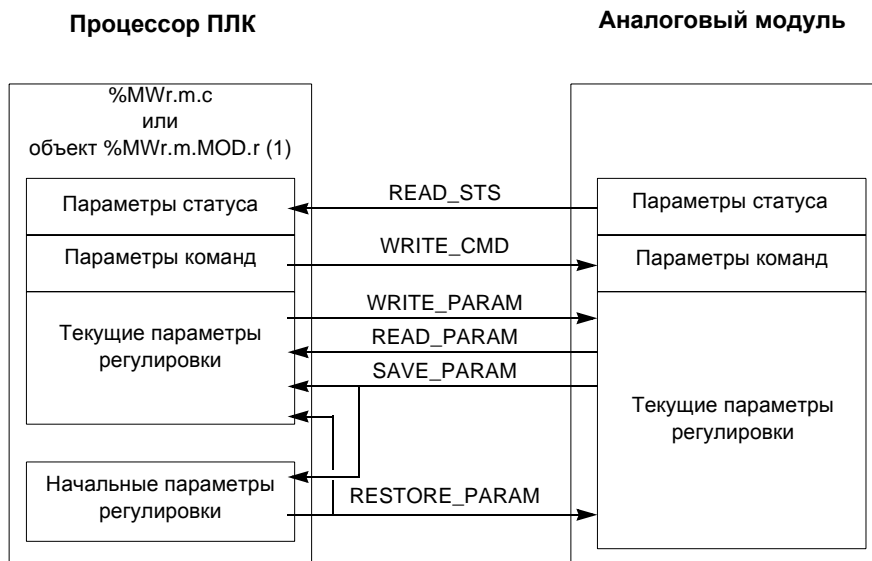 Процессор ПЛК
Аналоговый модуль
%MWr.m.c
или
объект %MWr.m.MOD.r (1)
Параметры статуса
READ_STS
Параметры статуса
Параметры команд
WRITE_CMD
Параметры команд
WRITE_PARAM
Текущие параметры
регулировки
READ_PARAM
SAVE_PARAM
Текущие параметры
регулировки
Начальные параметры
регулировки
RESTORE_PARAM